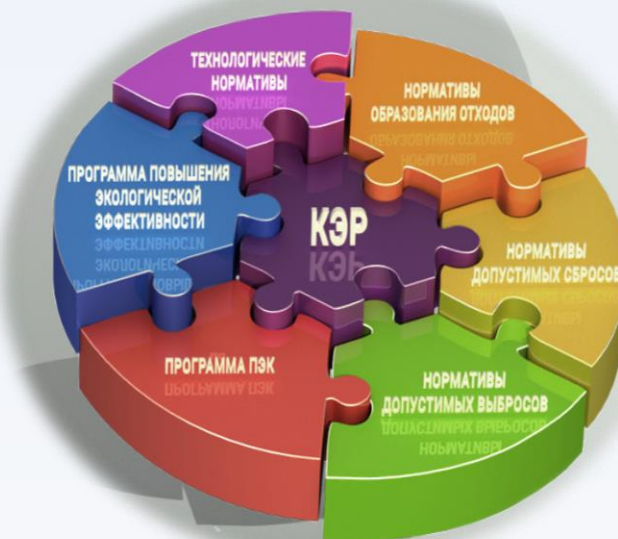 ТЕХНОЛОГИЧЕСКИЕ
НОРМАТИВЫ
НОРМАТИВЫ
ОБРАЗОВАНИЯ ОТХОДОВ
ПРОГРАММА ПОВЫШЕНИЯ
ЭКОЛОГИЧЕСКОЙ
ЭФФЕКТИВНОСТИ
КЭР
НОРМАТИВЫ
ДОПУСТИМЫХ СБРОСОВ
ПРОГРАММА ПЭК
НОРМАТИВЫ
ДОПУСТИМЫХ ВЫБРОСОВ